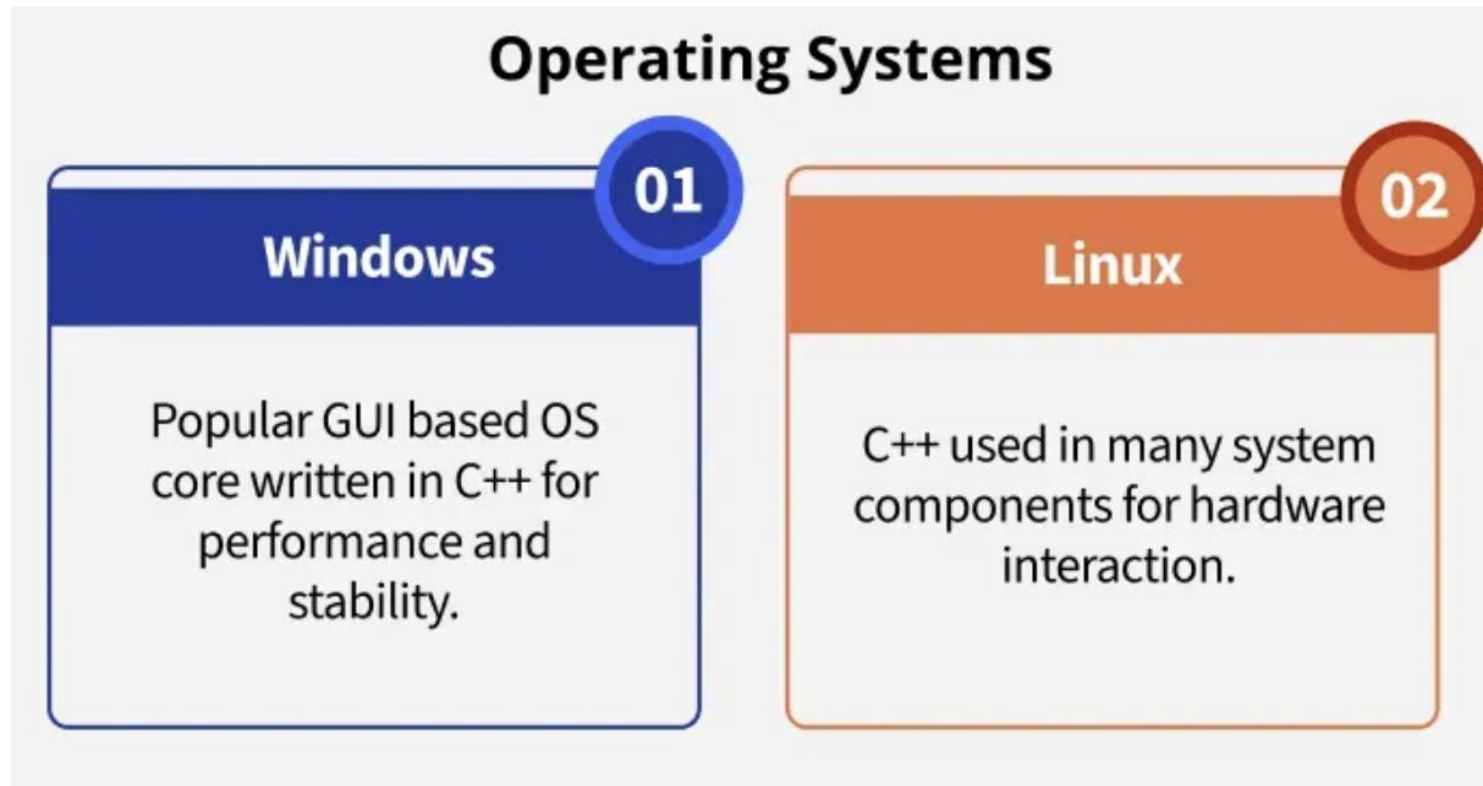 Operating Systems
01
Windows
Popular GUI based OS
core written in C++ for
performance and
stability.
02
Linux
C++ used in many system
components for hardware
interaction.